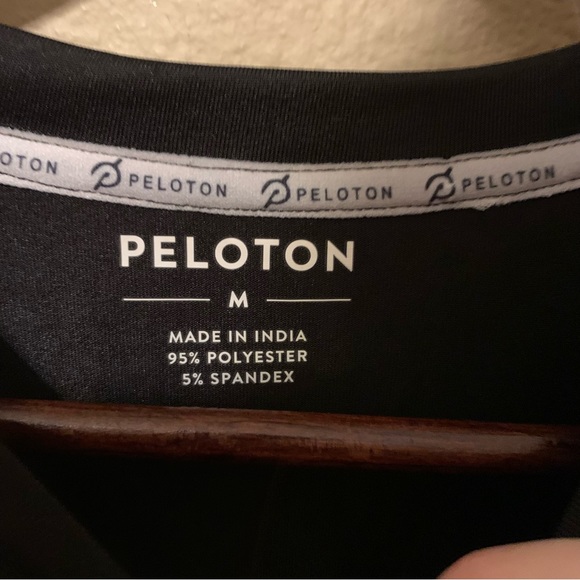 OTON PELOTON PELOTON PELOTON
PELOTON
M
MADE IN INDIA
95% POLYESTER
5% SPANDEX